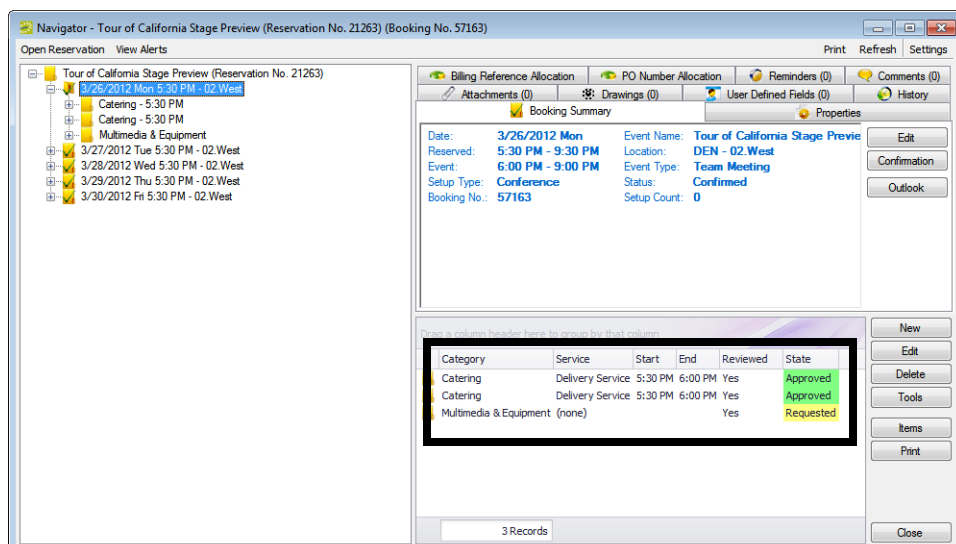 Navigator - Tour of California Stage Preview (Reservation No. 21263) (Booking No. 57163)
Open Reservation View Alerts Print Refresh Settings
Tour of California Stage Preview (Reservation No. 21263)
3/26/2012 Mon 5:30 PM - 02.West
Catering - 5:30 PM
Catering - 5:30 PM
Multimedia & Equipment
3/27/2012 Tue 5:30 PM - 02.West
3/28/2012 Wed 5:30 PM - 02.West
3/29/2012 Thu 5:30 PM - 02.West
3/30/2012 Fri 5:30 PM - 02.West
Billing Reference Allocation PO Number Allocation Reminders (0) Comments (0)
Attachments (0) Drawings (0) User Defined Fields (0) History
Booking Summary Properties
Date: 3/26/2012 Mon Event Name: Tour of California Stage Previe
Reserved: 5:30 PM - 9:30 PM Location: DEN - 02.West
Event: 6:00 PM - 9:00 PM Event Type: Team Meeting
Setup Type: Conference Status: Confirmed
Booking No.: 57163 Setup Count: 0
Edit
Confirmation
Outlook
Drag a column header here to group by that column
Category Service Start End Reviewed State
Catering Delivery Service 5:30 PM 6:00 PM Yes Approved
Catering Delivery Service 5:30 PM 6:00 PM Yes Approved
Multimedia & Equipment (none) Yes Requested
3 Records
New
Edit
Delete
Tools
Items
Print
Close